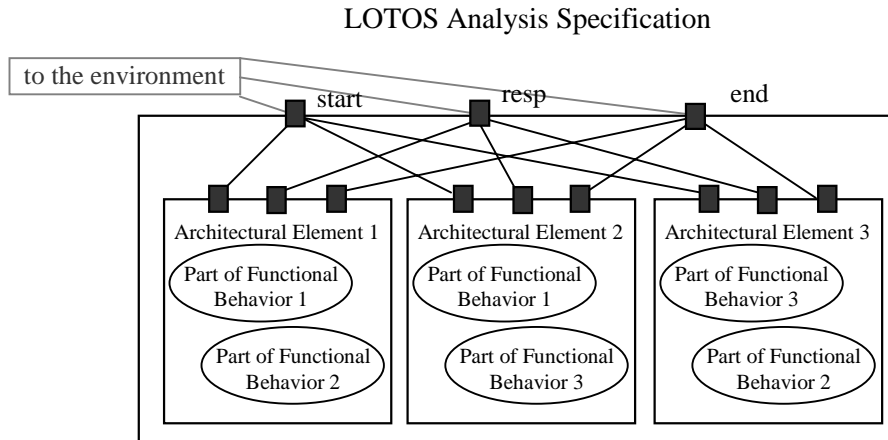 LOTOS Analysis Specification
to the environment
start
resp
end
Architectural Element 1
Part of Functional
Behavior 1
Part of Functional
Behavior 2
Architectural Element 2
Part of Functional
Behavior 1
Part of Functional
Behavior 3
Architectural Element 3
Part of Functional
Behavior 3
Part of Functional
Behavior 2